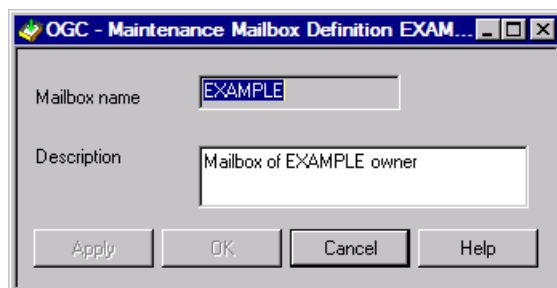 OGC - Maintenance Mailbox Definition EXAM...
Mailbox name EXAMPLE
Description Mailbox of EXAMPLE owner
Apply OK Cancel Help